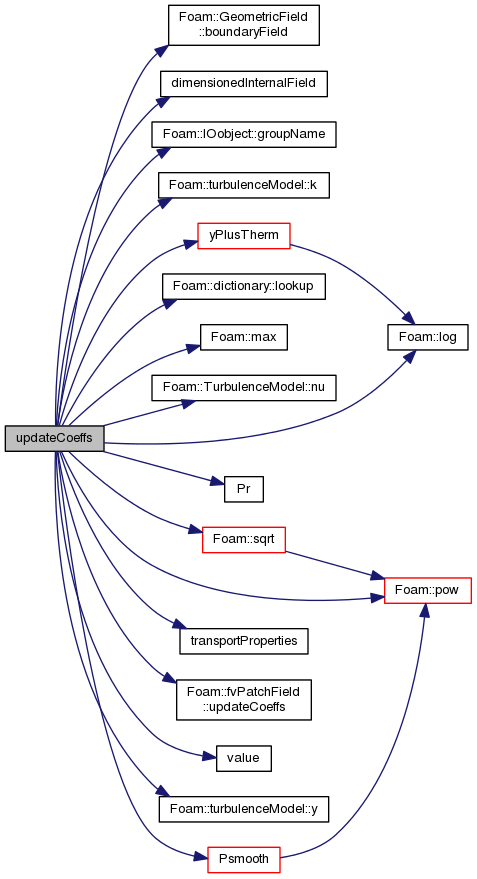 Foam::GeometricField
::boundaryField
dimensionedInternalField
Foam::IOobject::groupName
Foam::turbulenceModel::k
yPlusTherm
Foam::dictionary::lookup
Foam::log
Foam::max
Foam::TurbulenceModel::nu
updateCoeffs
Pr
Foam::sqrt
Foam::pow
transportProperties
Foam::fvPatchField
::updateCoeffs
value
Foam::turbulenceModel::y
Psmooth